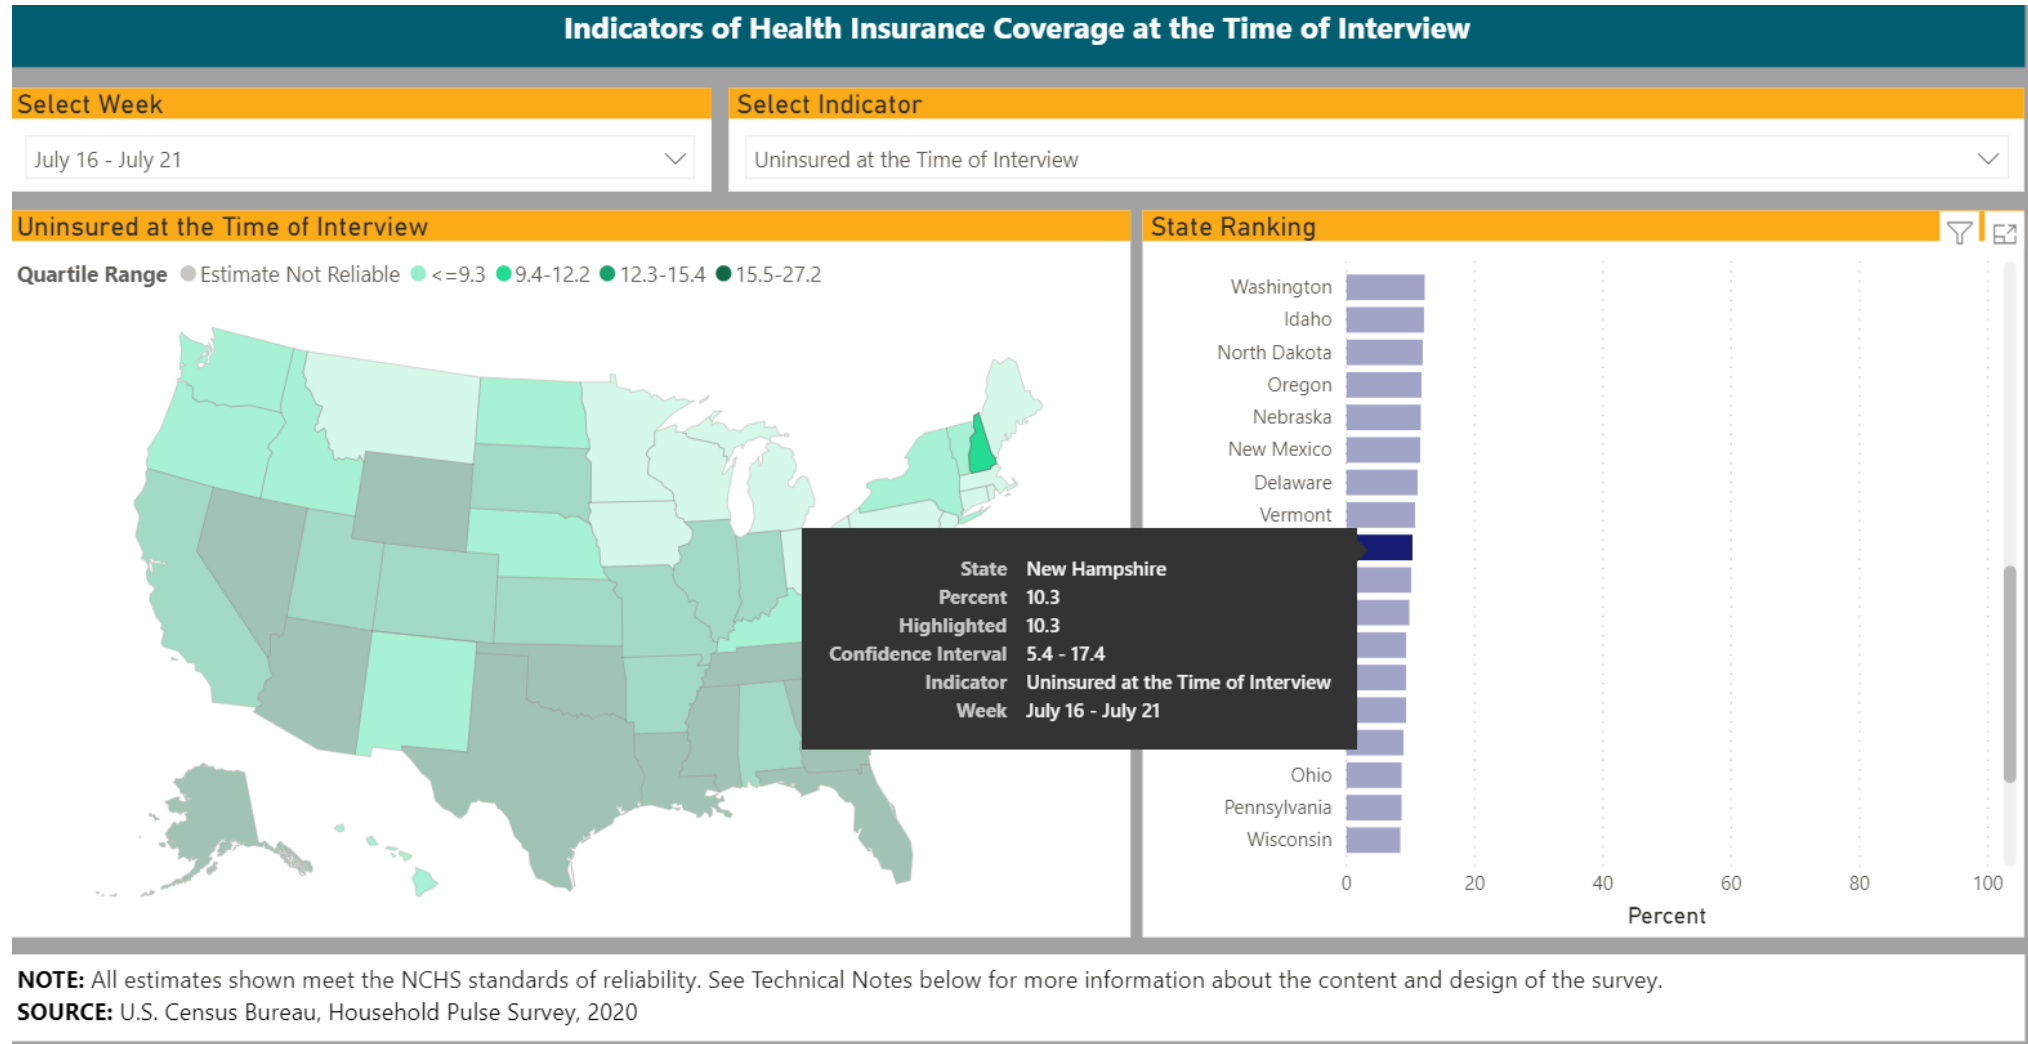 Indicators of Health Insurance Coverage at the Time of Interview
Select Week
July 16 - July 21
Select Indicator
Uninsured at the Time of Interview
Uninsured at the Time of Interview
Quartile Range Estimate Not Reliable <=9.3 9.4-12.2 12.3-15.4 15.5-27.2
State New Hampshire
Percent 10.3
Highlighted 10.3
Confidence Interval 5.4 - 17.4
Indicator Uninsured at the Time of Interview
Week July 16 - July 21
State Ranking
Washington
Idaho
North Dakota
Oregon
Nebraska
New Mexico
Delaware
Vermont
Ohio
Pennsylvania
Wisconsin
0 20 40 60 80 100
Percent
NOTE: All estimates shown meet the NCHS standards of reliability. See Technical Notes below for more information about the content and design of the survey.
SOURCE: U.S. Census Bureau, Household Pulse Survey, 2020